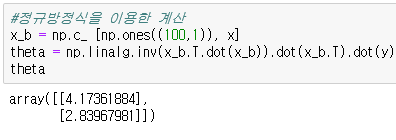 #정규방정식을 이용한 계산
x_b = np.c_ [np.ones((100,1)), x]
theta = np.linalg.inv(x_b.T.dot(x_b)).dot(x_b.T).dot(y)
theta
array([[4.17361884],
[2.83967981]])